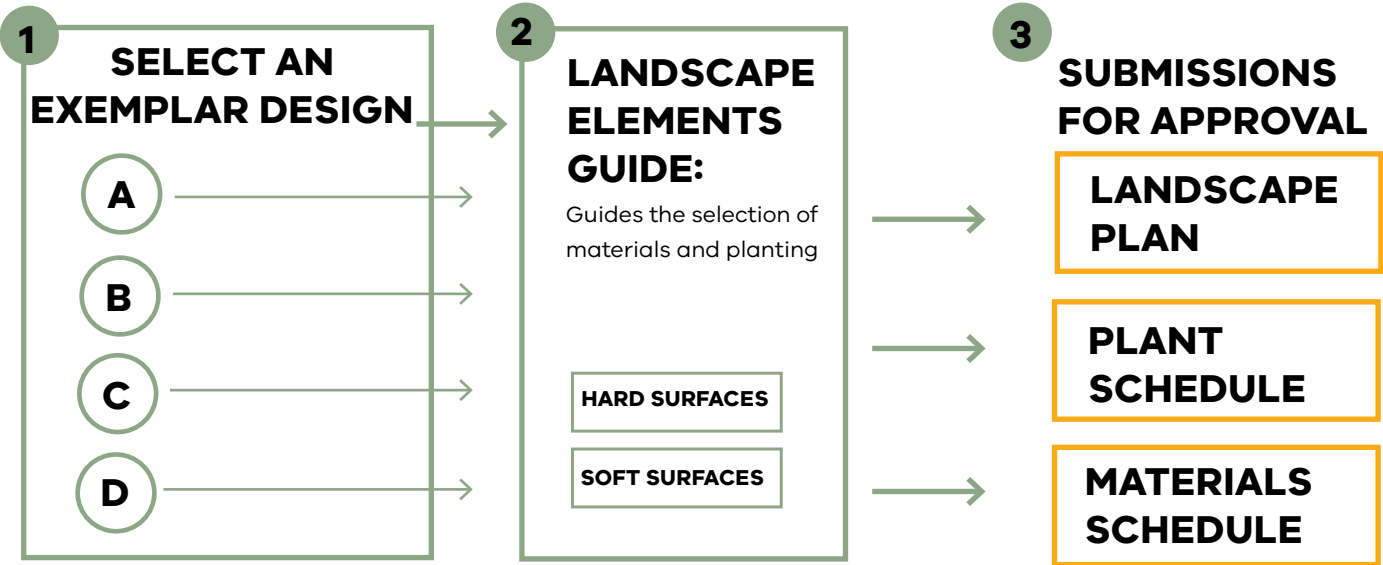 1
SELECT AN
EXEMPLAR DESIGN
A
B
C
D
2
LANDSCAPE
ELEMENTS
GUIDE:
Guides the selection of
materials and planting
HARD SURFACES
SOFT SURFACES
3
SUBMISSIONS
FOR APPROVAL
LANDSCAPE
PLAN
PLANT
SCHEDULE
MATERIALS
SCHEDULE